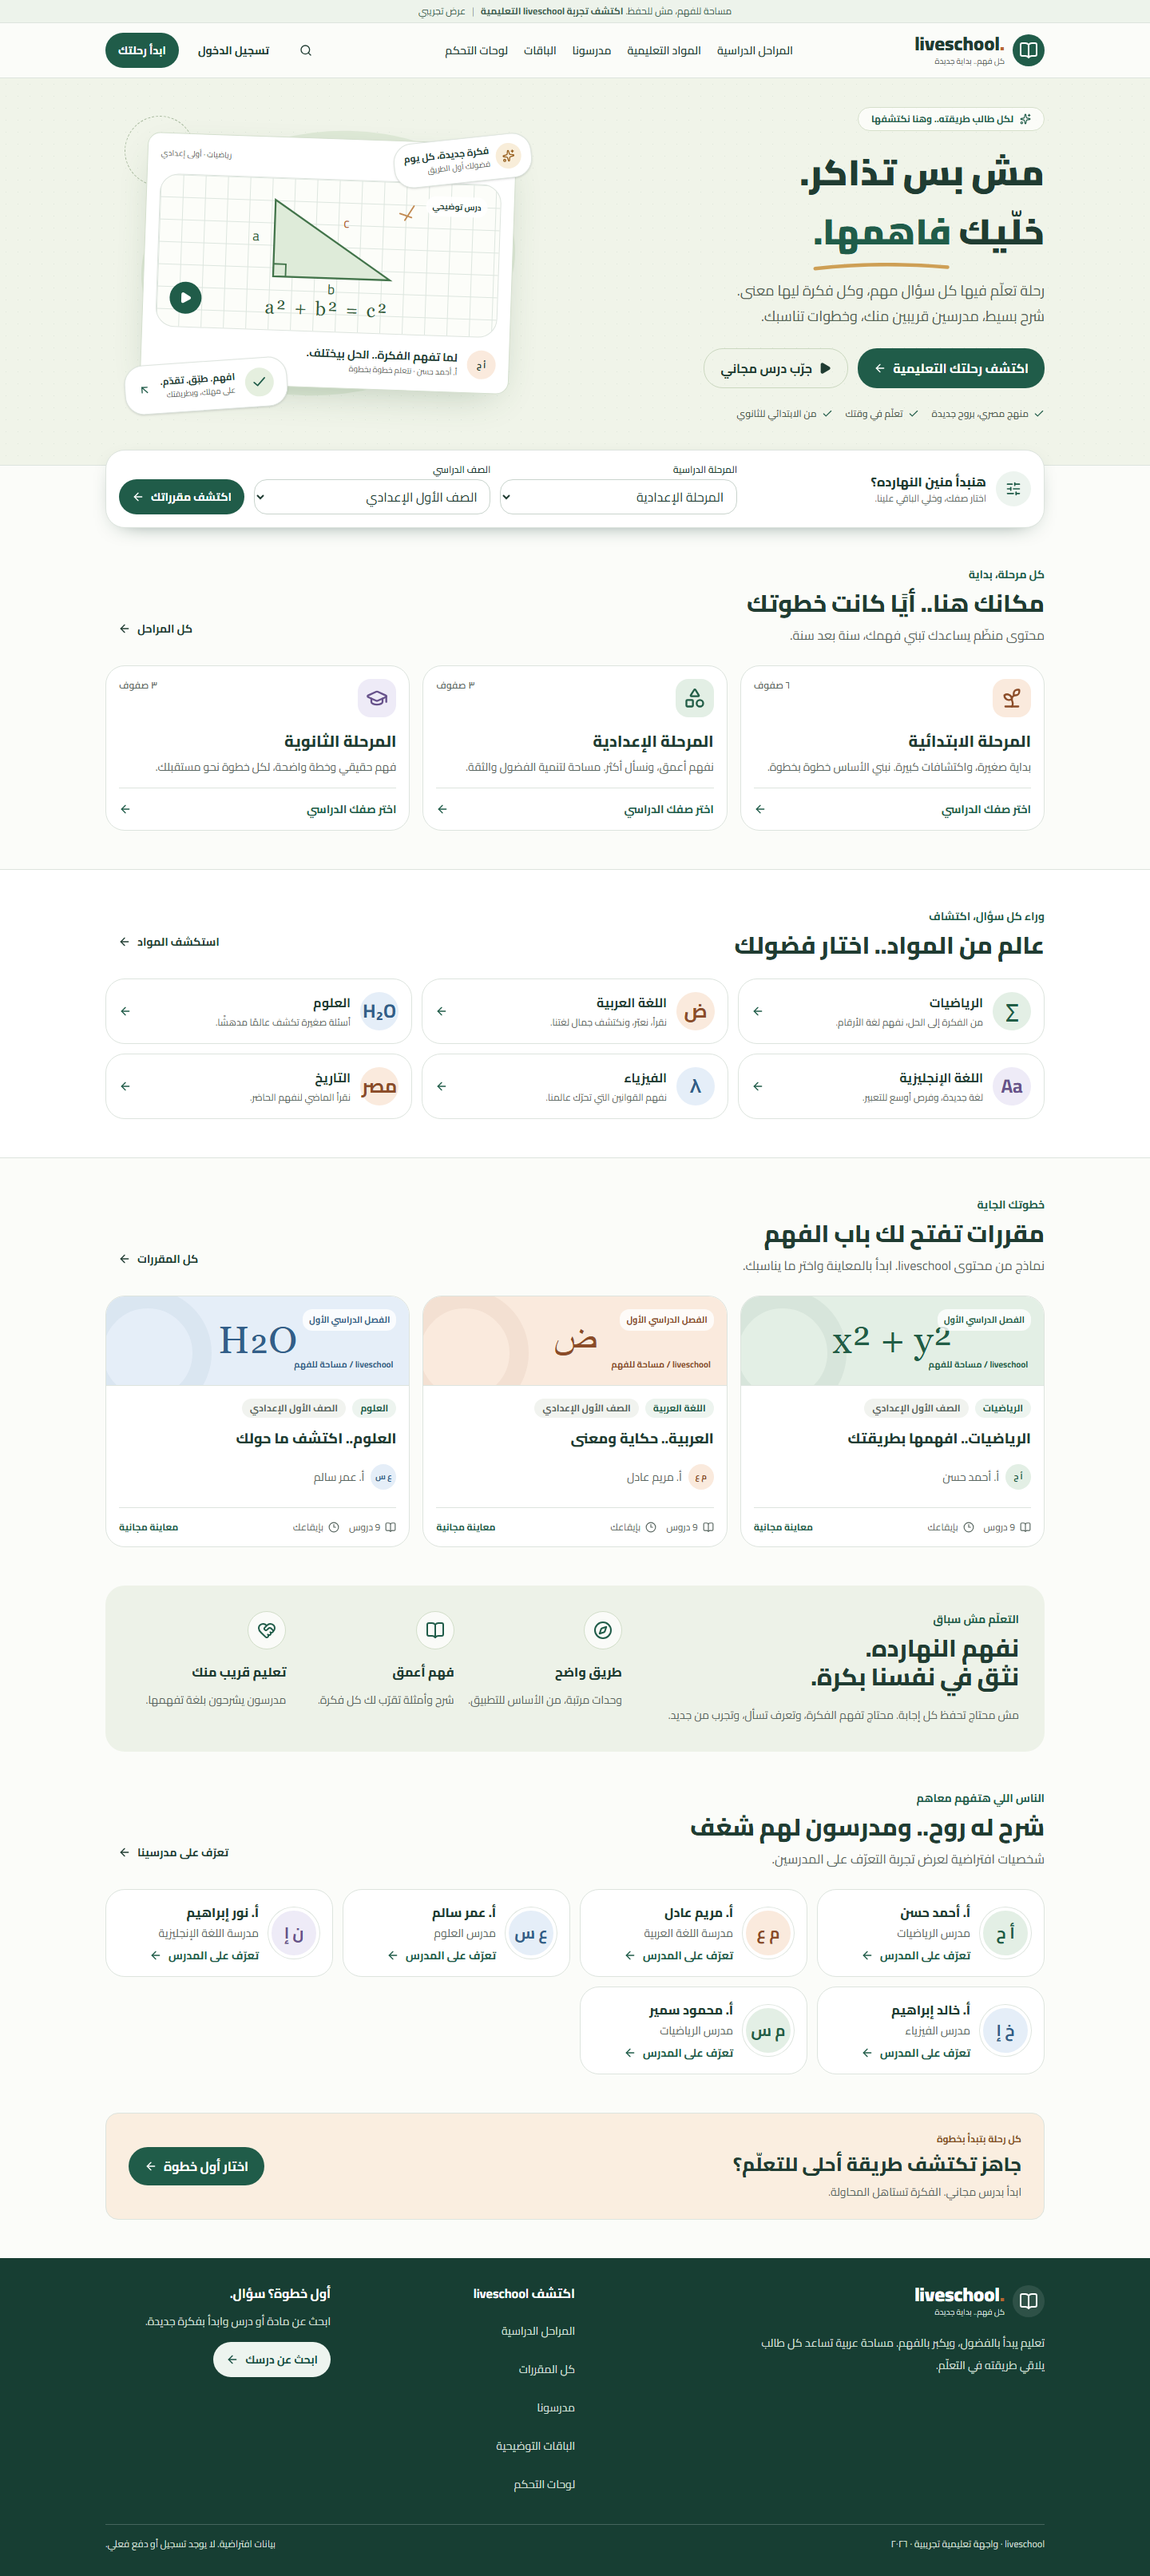 مساحة للفهم، مش للحفظ. اكتشف تجربة liveschool التعليمية | عرض تجريبي
liveschool.
كل فهم.. بداية جديدة
المراحل الدراسية
المواد التعليمية
مدرسونا
الباقات
لوحات التحكم
تسجيل الدخول
ابدأ رحلتك
لكل طالب طريقته.. وهنا نكتشفها
مش بس تذاكر.
خلّيك فاهمها.
رحلة تعلّم فيها كل سؤال مهم، وكل فكرة ليها معنى.
شرح بسيط، مدرسين قريبين منك، وخطوات تناسبك.
اكتشف رحلتك التعليمية
جرّب درس مجاني
منهج مصري، بروح جديدة
تعلّم في وقتك
من الابتدائي للثانوي
فكرة جديدة، كل يوم
فضولك أول الطريق
رياضيات · أولى إعدادي
درس توضيحي
a
c
b
a² + b² = c²
أ ح
لما تفهم الفكرة.. الحل بيختلف.
أ. أحمد حسن · نتعلم خطوة بخطوة
افهم. طبّق. تقدّم.
على مهلك، وبطريقتك
هنبدأ منين النهارده؟
اختار صفك، وخلي الباقي علينا.
المرحلة الدراسية
المرحلة الإعدادية
الصف الدراسي
الصف الأول الإعدادي
اكتشف مقرراتك
كل مرحلة، بداية
مكانك هنا.. أيًا كانت خطوتك
محتوى منظّم يساعدك تبني فهمك، سنة بعد سنة.
كل المراحل
٦ صفوف
المرحلة الابتدائية
بداية صغيرة، واكتشافات كبيرة. نبني الأساس خطوة بخطوة.
اختر صفك الدراسي
٣ صفوف
المرحلة الإعدادية
نفهم أعمق، ونسأل أكثر. مساحة لتنمية الفضول والثقة.
اختر صفك الدراسي
٣ صفوف
المرحلة الثانوية
فهم حقيقي وخطة واضحة، لكل خطوة نحو مستقبلك.
اختر صفك الدراسي
وراء كل سؤال، اكتشاف
عالم من المواد.. اختار فضولك
استكشف المواد
∑
الرياضيات
من الفكرة إلى الحل، نفهم لغة الأرقام.
ض
اللغة العربية
نقرأ، نعبّر، ونكتشف جمال لغتنا.
H₂O
العلوم
أسئلة صغيرة تكشف عالمًا مدهشًا.
Aa
اللغة الإنجليزية
لغة جديدة، وفرص أوسع للتعبير.
λ
الفيزياء
نفهم القوانين التي تحرّك عالمنا.
مصر
التاريخ
نقرأ الماضي لنفهم الحاضر.
خطوتك الجاية
مقررات تفتح لك باب الفهم
نماذج من محتوى liveschool. ابدأ بالمعاينة واختر ما يناسبك.
كل المقررات
الفصل الدراسي الأول
x² + y²
liveschool / مساحة للفهم
الرياضيات
الصف الأول الإعدادي
الرياضيات.. افهمها بطريقتك
أ ح
أ. أحمد حسن
9 دروس
بإيقاعك
معاينة مجانية
الفصل الدراسي الأول
ض
liveschool / مساحة للفهم
اللغة العربية
الصف الأول الإعدادي
العربية.. حكاية ومعنى
م ع
أ. مريم عادل
9 دروس
بإيقاعك
معاينة مجانية
الفصل الدراسي الأول
H2O
liveschool / مساحة للفهم
العلوم
الصف الأول الإعدادي
العلوم.. اكتشف ما حولك
ع س
أ. عمر سالم
9 دروس
بإيقاعك
معاينة مجانية
التعلّم مش سباق
نفهم النهارده.
نثق في نفسنا بكرة.
مش محتاج تحفظ كل إجابة. محتاج تفهم الفكرة، وتعرف تسأل، وتجرب من جديد.
طريق واضح
وحدات مرتبة، من الأساس للتطبيق.
فهم أعمق
شرح وأمثلة تقرّب لك كل فكرة.
تعليم قريب منك
مدرسون يشرحون بلغة تفهمها.
الناس اللي هتفهم معاهم
شرح له روح.. ومدرسون لهم شغف
شخصيات افتراضية لعرض تجربة التعرّف على المدرسين.
تعرّف على مدرسينا
أ ح
أ. أحمد حسن
مدرس الرياضيات
تعرّف على المدرس
م ع
أ. مريم عادل
مدرسة اللغة العربية
تعرّف على المدرس
ع س
أ. عمر سالم
مدرس العلوم
تعرّف على المدرس
ن إ
أ. نور إبراهيم
مدرسة اللغة الإنجليزية
تعرّف على المدرس
خ إ
أ. خالد إبراهيم
مدرس الفيزياء
تعرّف على المدرس
م س
أ. محمود سمير
مدرس الرياضيات
تعرّف على المدرس
كل رحلة بتبدأ بخطوة
جاهز تكتشف طريقة أحلى للتعلّم؟
ابدأ بدرس مجاني. الفكرة تستاهل المحاولة.
اختار أول خطوة
liveschool.
كل فهم.. بداية جديدة
تعليم يبدأ بالفضول، ويكبر بالفهم. مساحة عربية تساعد كل طالب
يلاقي طريقته في التعلّم.
اكتشف liveschool
المراحل الدراسية
كل المقررات
مدرسونا
الباقات التوضيحية
لوحات التحكم
أول خطوة؟ سؤال.
ابحث عن مادة أو درس وابدأ بفكرة جديدة.
ابحث عن درسك
liveschool · واجهة تعليمية تجريبية · ٢٠٢٦
بيانات افتراضية. لا يوجد تسجيل أو دفع فعلي.